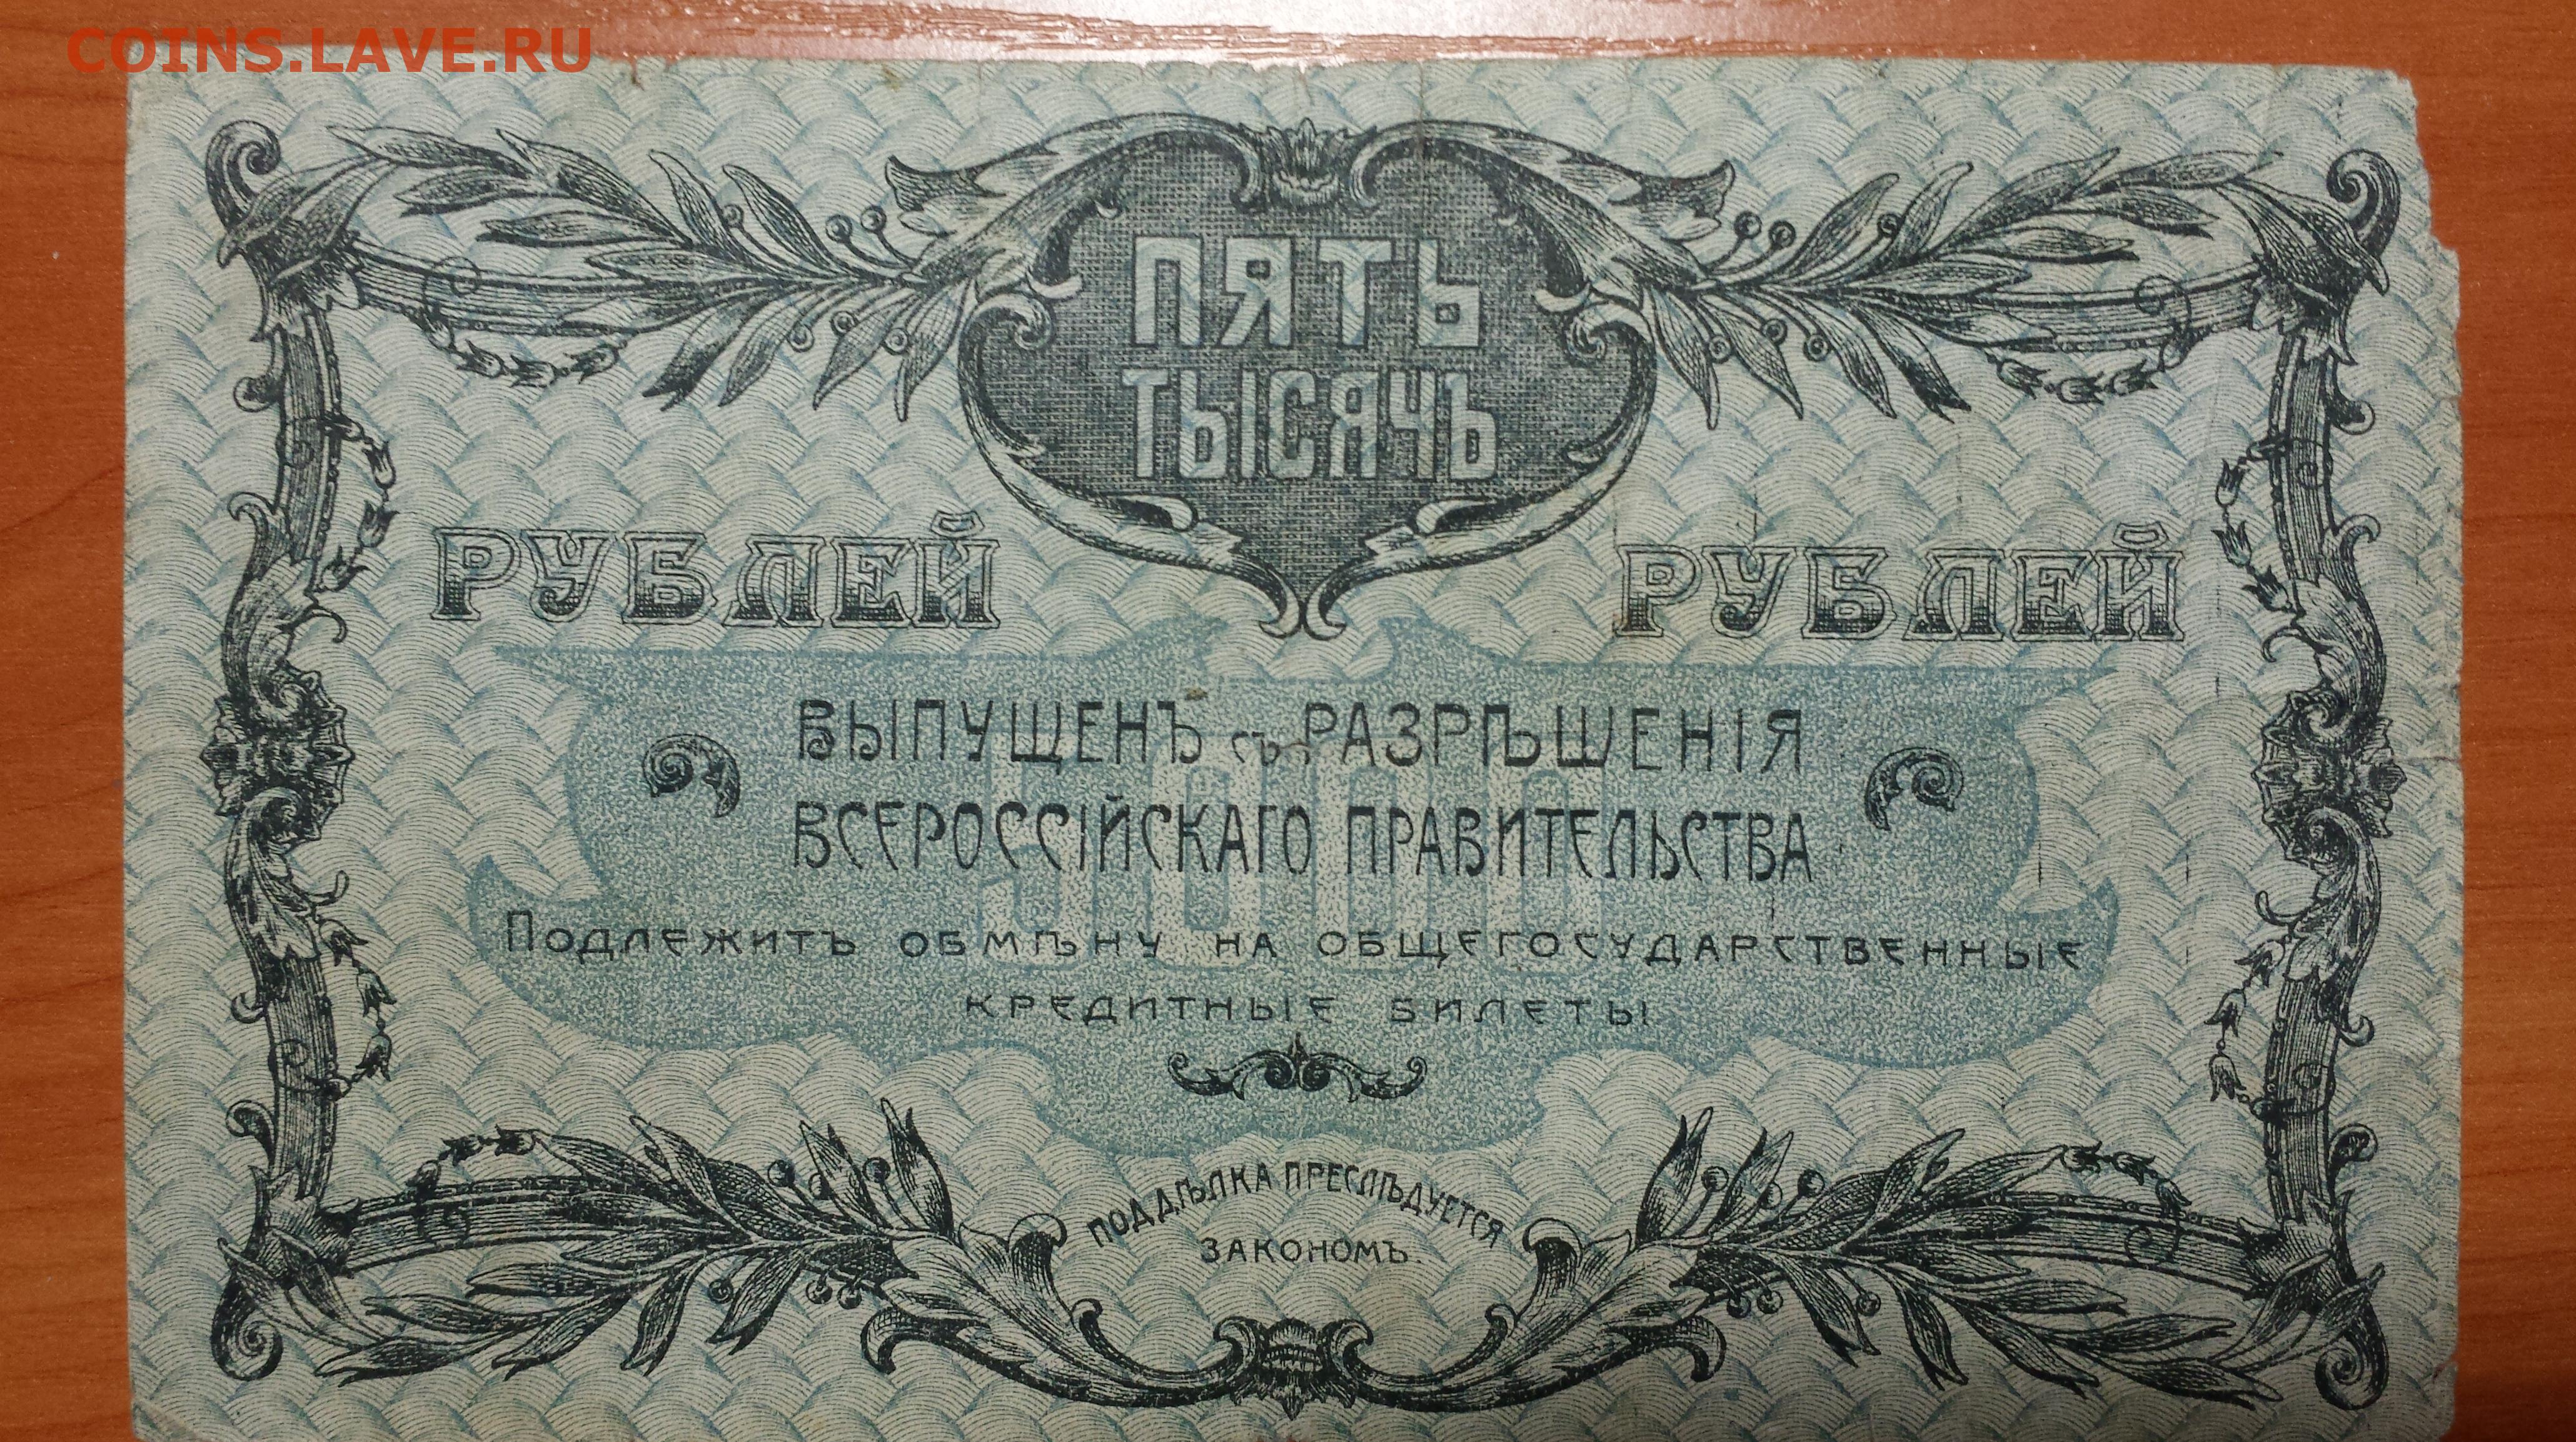 COINS.LAVE.RU
ПЯТЬ
ТЫСЯЧЪ
РУБЛЕЙ РУБЛЕЙ
ВЫПУЩЕНЪ СЪ РАЗРѢШЕНІЯ
ВСЕРОССІЙСКАГО ПРАВИТЕЛЬСТВА
5000
ПОДЛЕЖИТЪ ОБМѢНУ НА ОБЩЕГОСУДАРСТВЕННЫЕ
КРЕДИТНЫЕ БИЛЕТЫ
ПОДДѢЛКА ПРЕСЛѢДУЕТСЯ
ЗАКОНОМЪ.